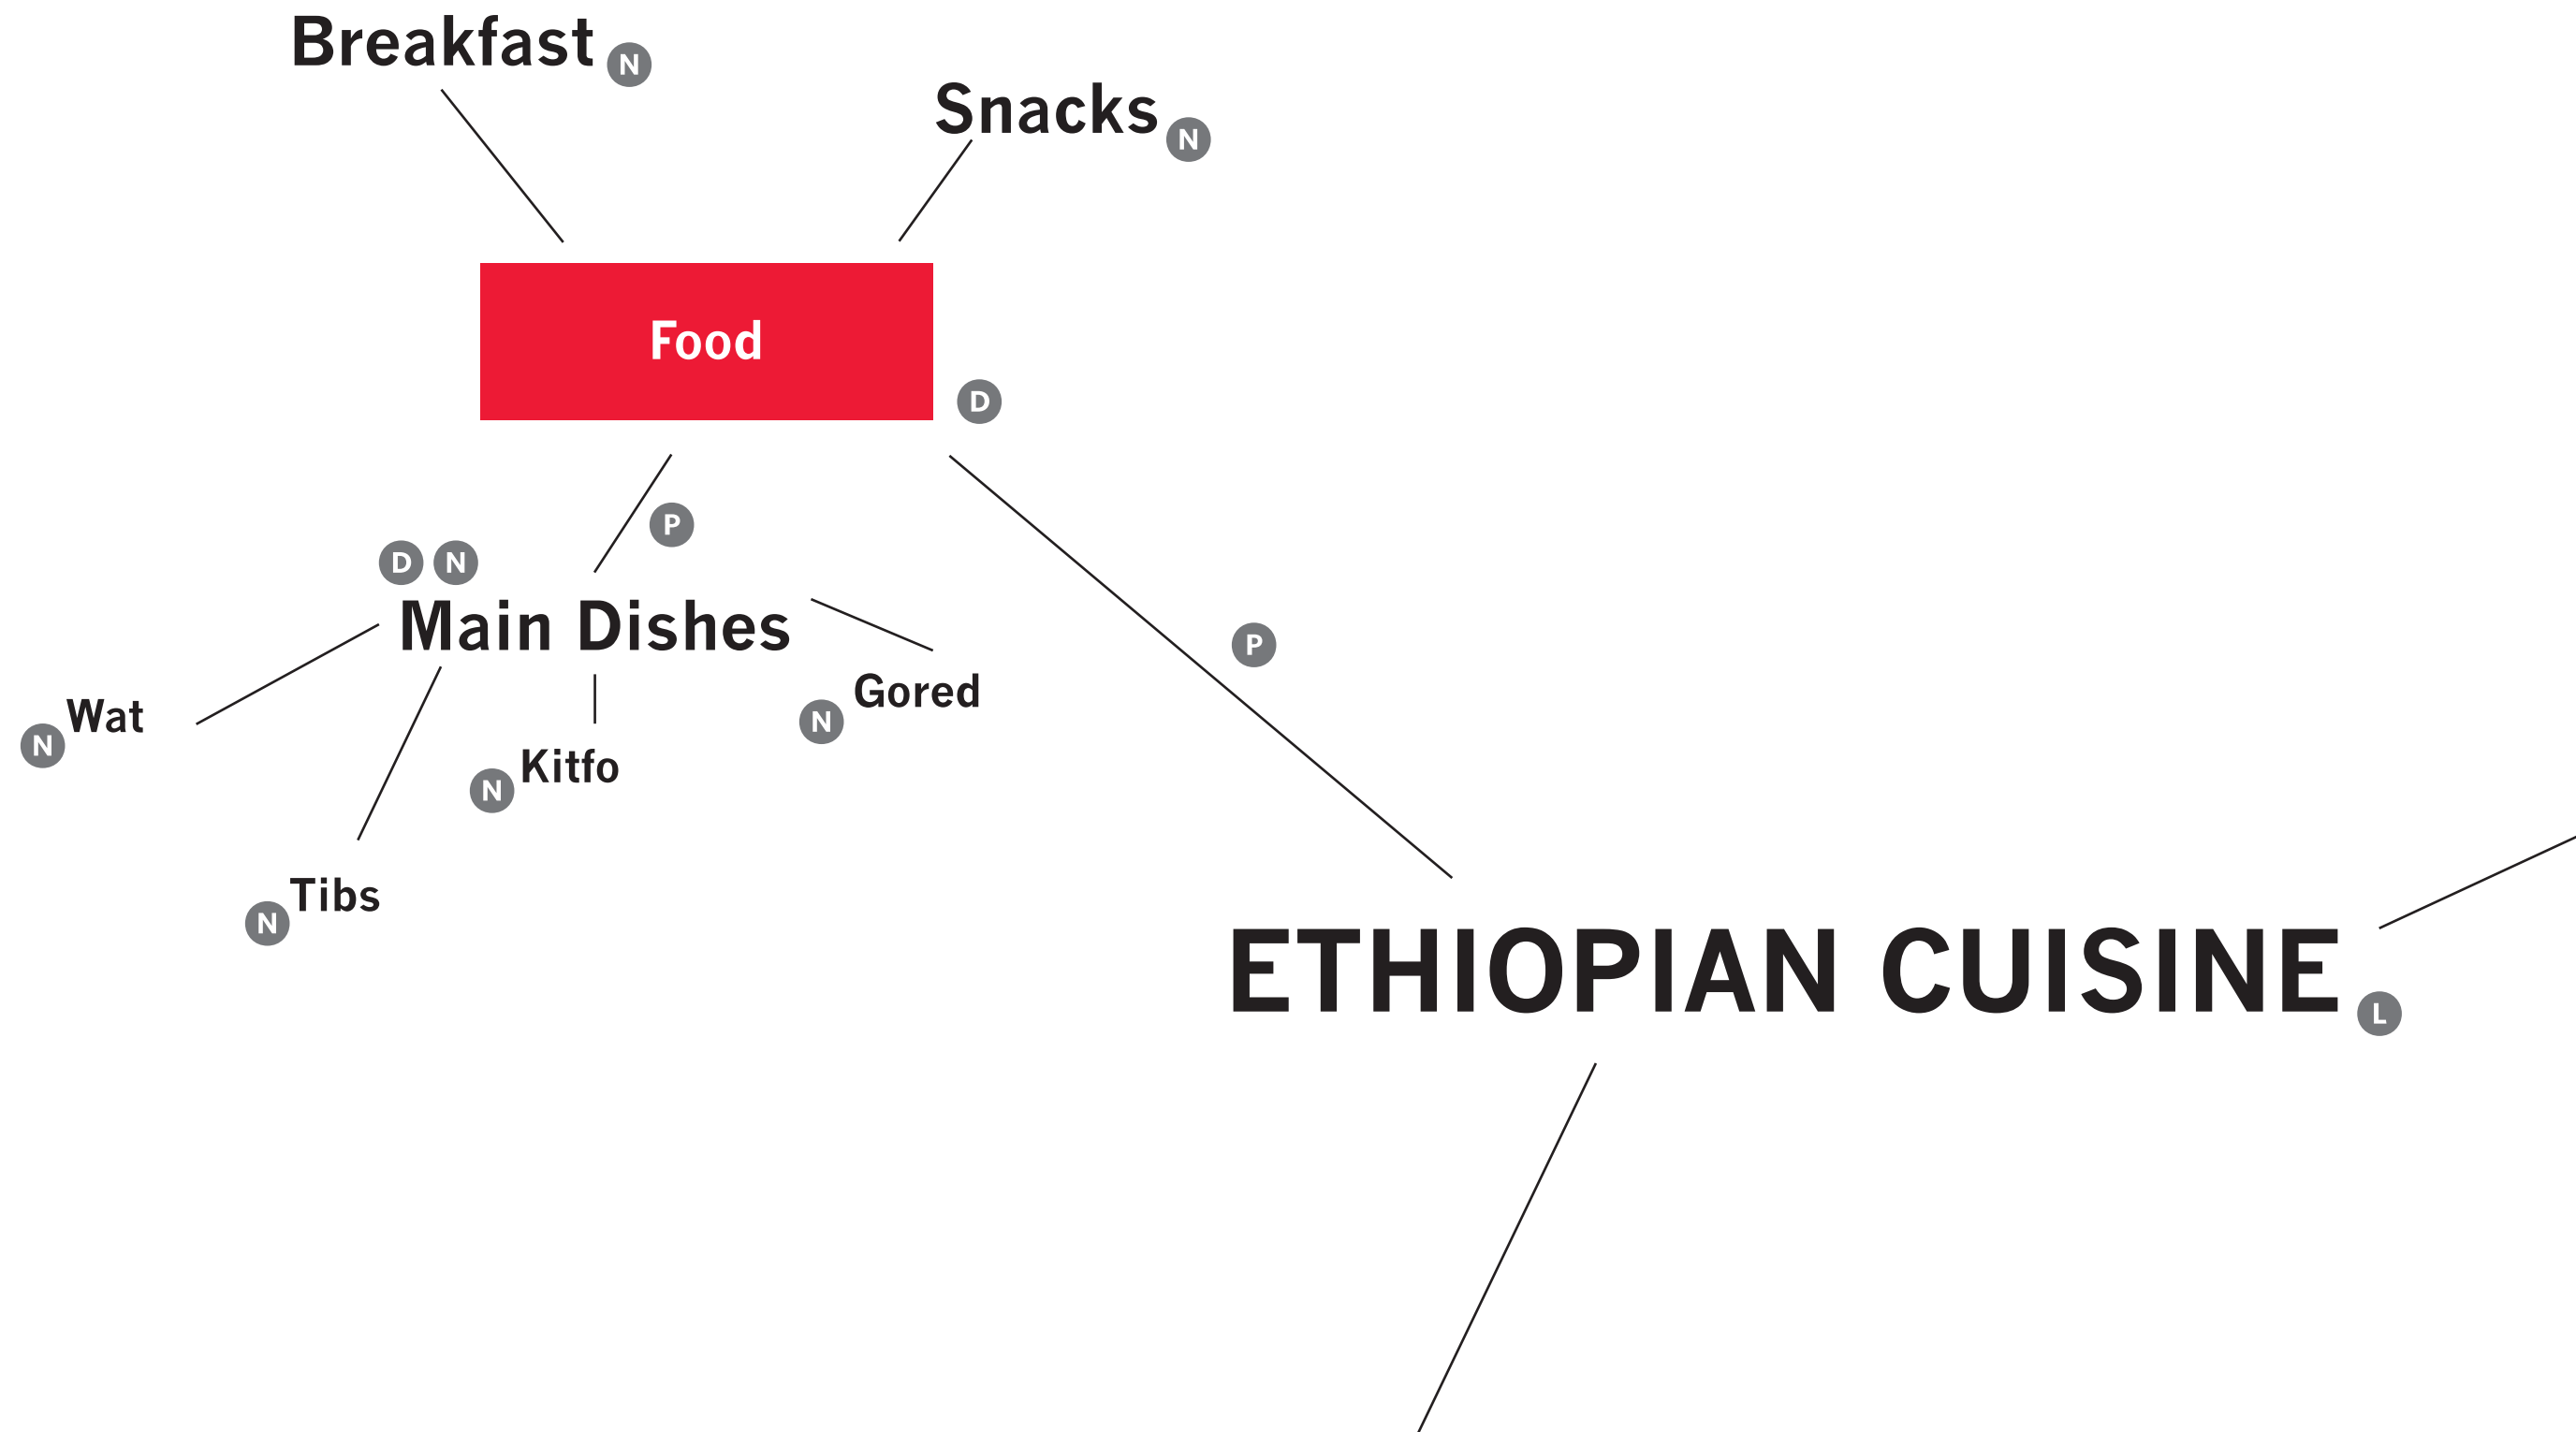 Breakfast N
Snacks N
Food
D
P
D N
Main Dishes
P
Gored
N
Wat
N
Kitfo
N
Tibs
N
ETHIOPIAN CUISINE
L